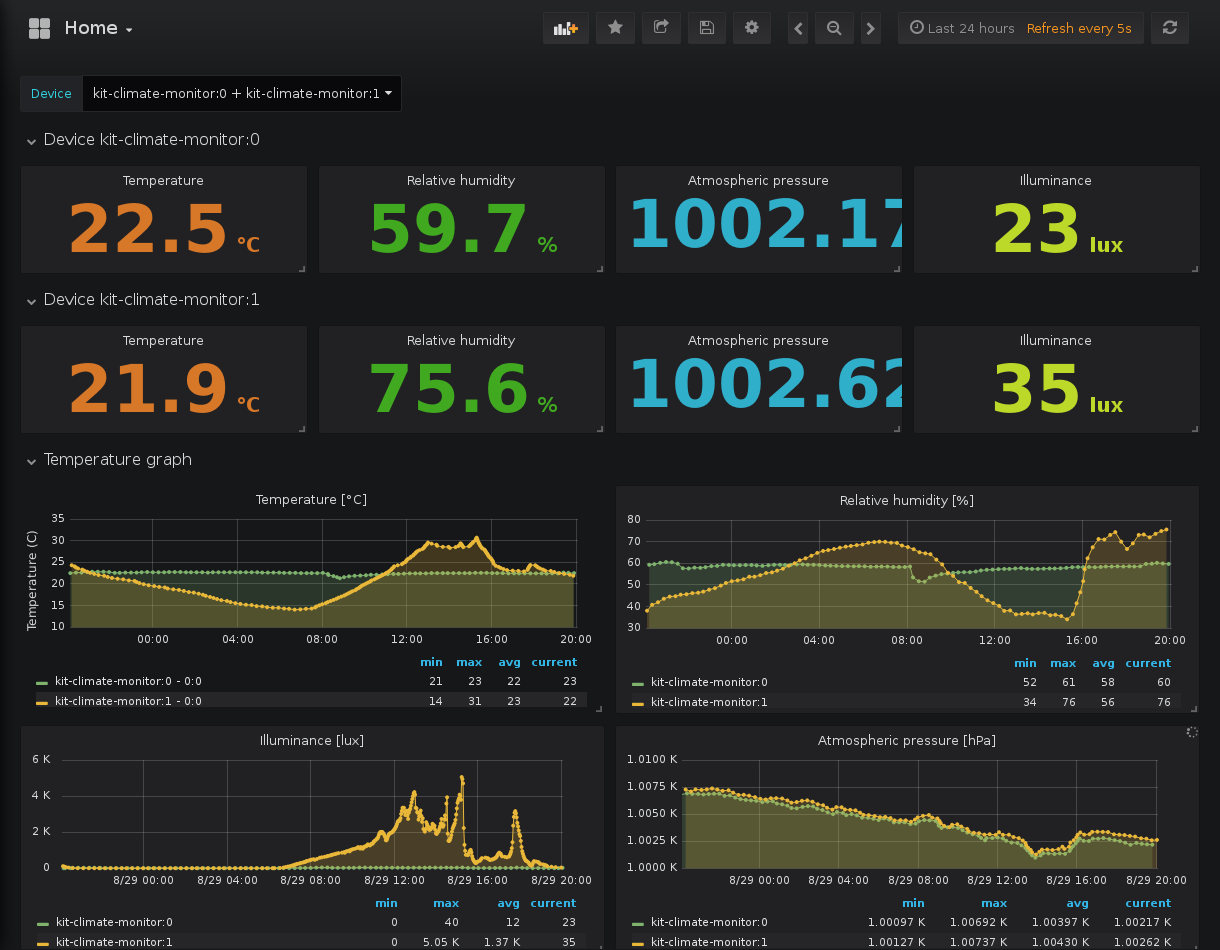 Home
Last 24 hours Refresh every 5s
Device kit-climate-monitor:0 + kit-climate-monitor:1
Device kit-climate-monitor:0
Temperature Relative humidity Atmospheric pressure Illuminance
22.5 °C 59.7 % 1002.17 23 lux
Device kit-climate-monitor:1
Temperature Relative humidity Atmospheric pressure Illuminance
21.9 °C 75.6 % 1002.62 35 lux
Temperature graph
Temperature [°C]
Temperature (C)
35
30
25
20
15
10
00:00 04:00 08:00 12:00 16:00 20:00
min max avg current
kit-climate-monitor:0 - 0:0 21 23 22 23
kit-climate-monitor:1 - 0:0 14 31 23 22
Relative humidity [%]
80
70
60
50
40
30
00:00 04:00 08:00 12:00 16:00 20:00
min max avg current
kit-climate-monitor:0 52 61 58 60
kit-climate-monitor:1 34 76 56 76
Illuminance [lux]
6 K
4 K
2 K
0
8/29 00:00 8/29 04:00 8/29 08:00 8/29 12:00 8/29 16:00 8/29 20:00
min max avg current
kit-climate-monitor:0 0 40 12 23
kit-climate-monitor:1 0 5.05 K 1.37 K 35
Atmospheric pressure [hPa]
1.0100 K
1.0075 K
1.0050 K
1.0025 K
1.0000 K
8/29 00:00 8/29 04:00 8/29 08:00 8/29 12:00 8/29 16:00 8/29 20:00
min max avg current
kit-climate-monitor:0 1.00097 K 1.00692 K 1.00397 K 1.00217 K
kit-climate-monitor:1 1.00127 K 1.00737 K 1.00430 K 1.00262 K